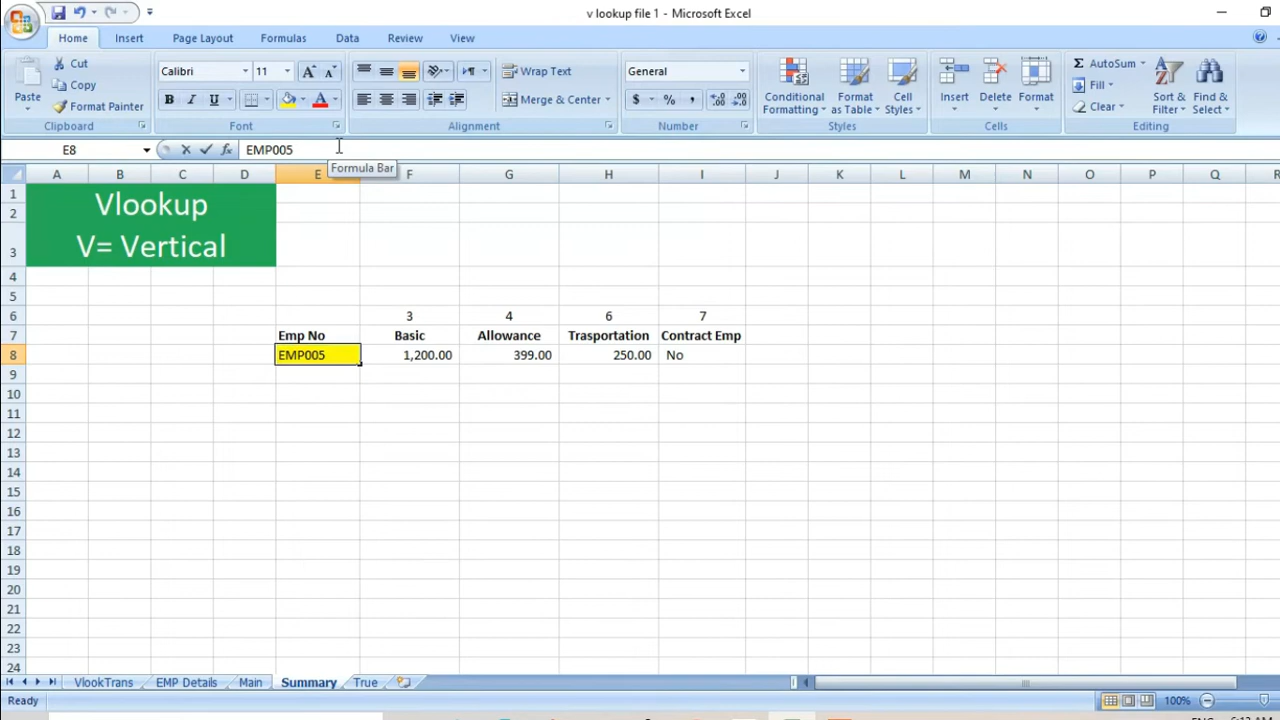 v lookup file 1 - Microsoft Excel
Home Insert Page Layout Formulas Data Review View
Cut
Copy
Format Painter
Paste
Clipboard
Calibri 11
B I U A
Font
Wrap Text
Merge & Center
Alignment
General
$ % ,
Number
Conditional Formatting
Format as Table
Cell Styles
Styles
Insert Delete Format
Cells
AutoSum
Fill
Clear
Sort & Filter
Find & Select
Editing
E8 fx EMP005
Formula Bar
A B C D E F G H I J K L M N O P Q R
1
2
3
4
5
6
7
8
9
10
11
12
13
14
15
16
17
18
19
20
21
22
23
24
Vlookup
V= Vertical
3 4 6 7
Emp No Basic Allowance Trasportation Contract Emp
EMP005 1,200.00 399.00 250.00 No
VlookTrans EMP Details Main Summary True
Ready 100%